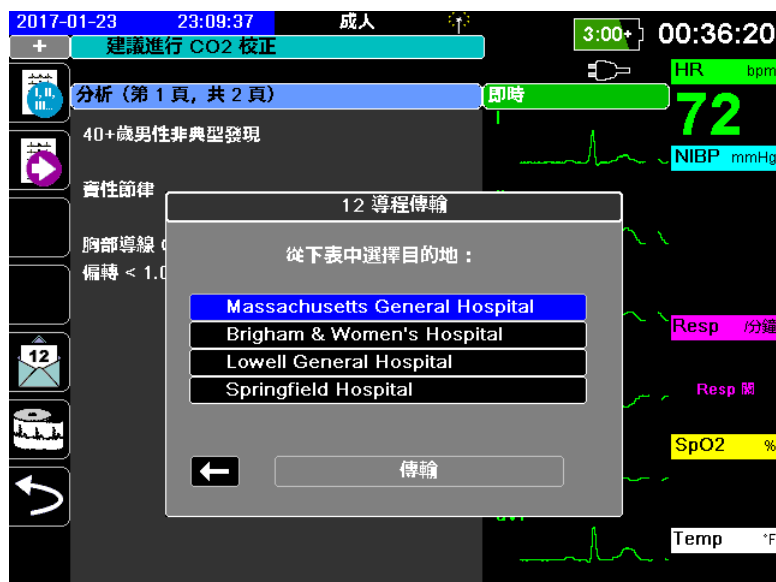 2017-01-23 23:09:37 成人
3:00+ 00:36:20
+ 建議進行 CO2 校正
HR bpm
72
I, II, III...
分析（第 1 頁，共 2 頁）
即時
40+歲男性非典型發現
NIBP mmHg
竇性節律
胸部導線
偏轉 < 1.0
12 導程傳輸
從下表中選擇目的地：
Massachusetts General Hospital
Brigham & Women's Hospital
Lowell General Hospital
Springfield Hospital
傳輸
Resp /分鐘
Resp 關
12
SpO2 %
Temp °F